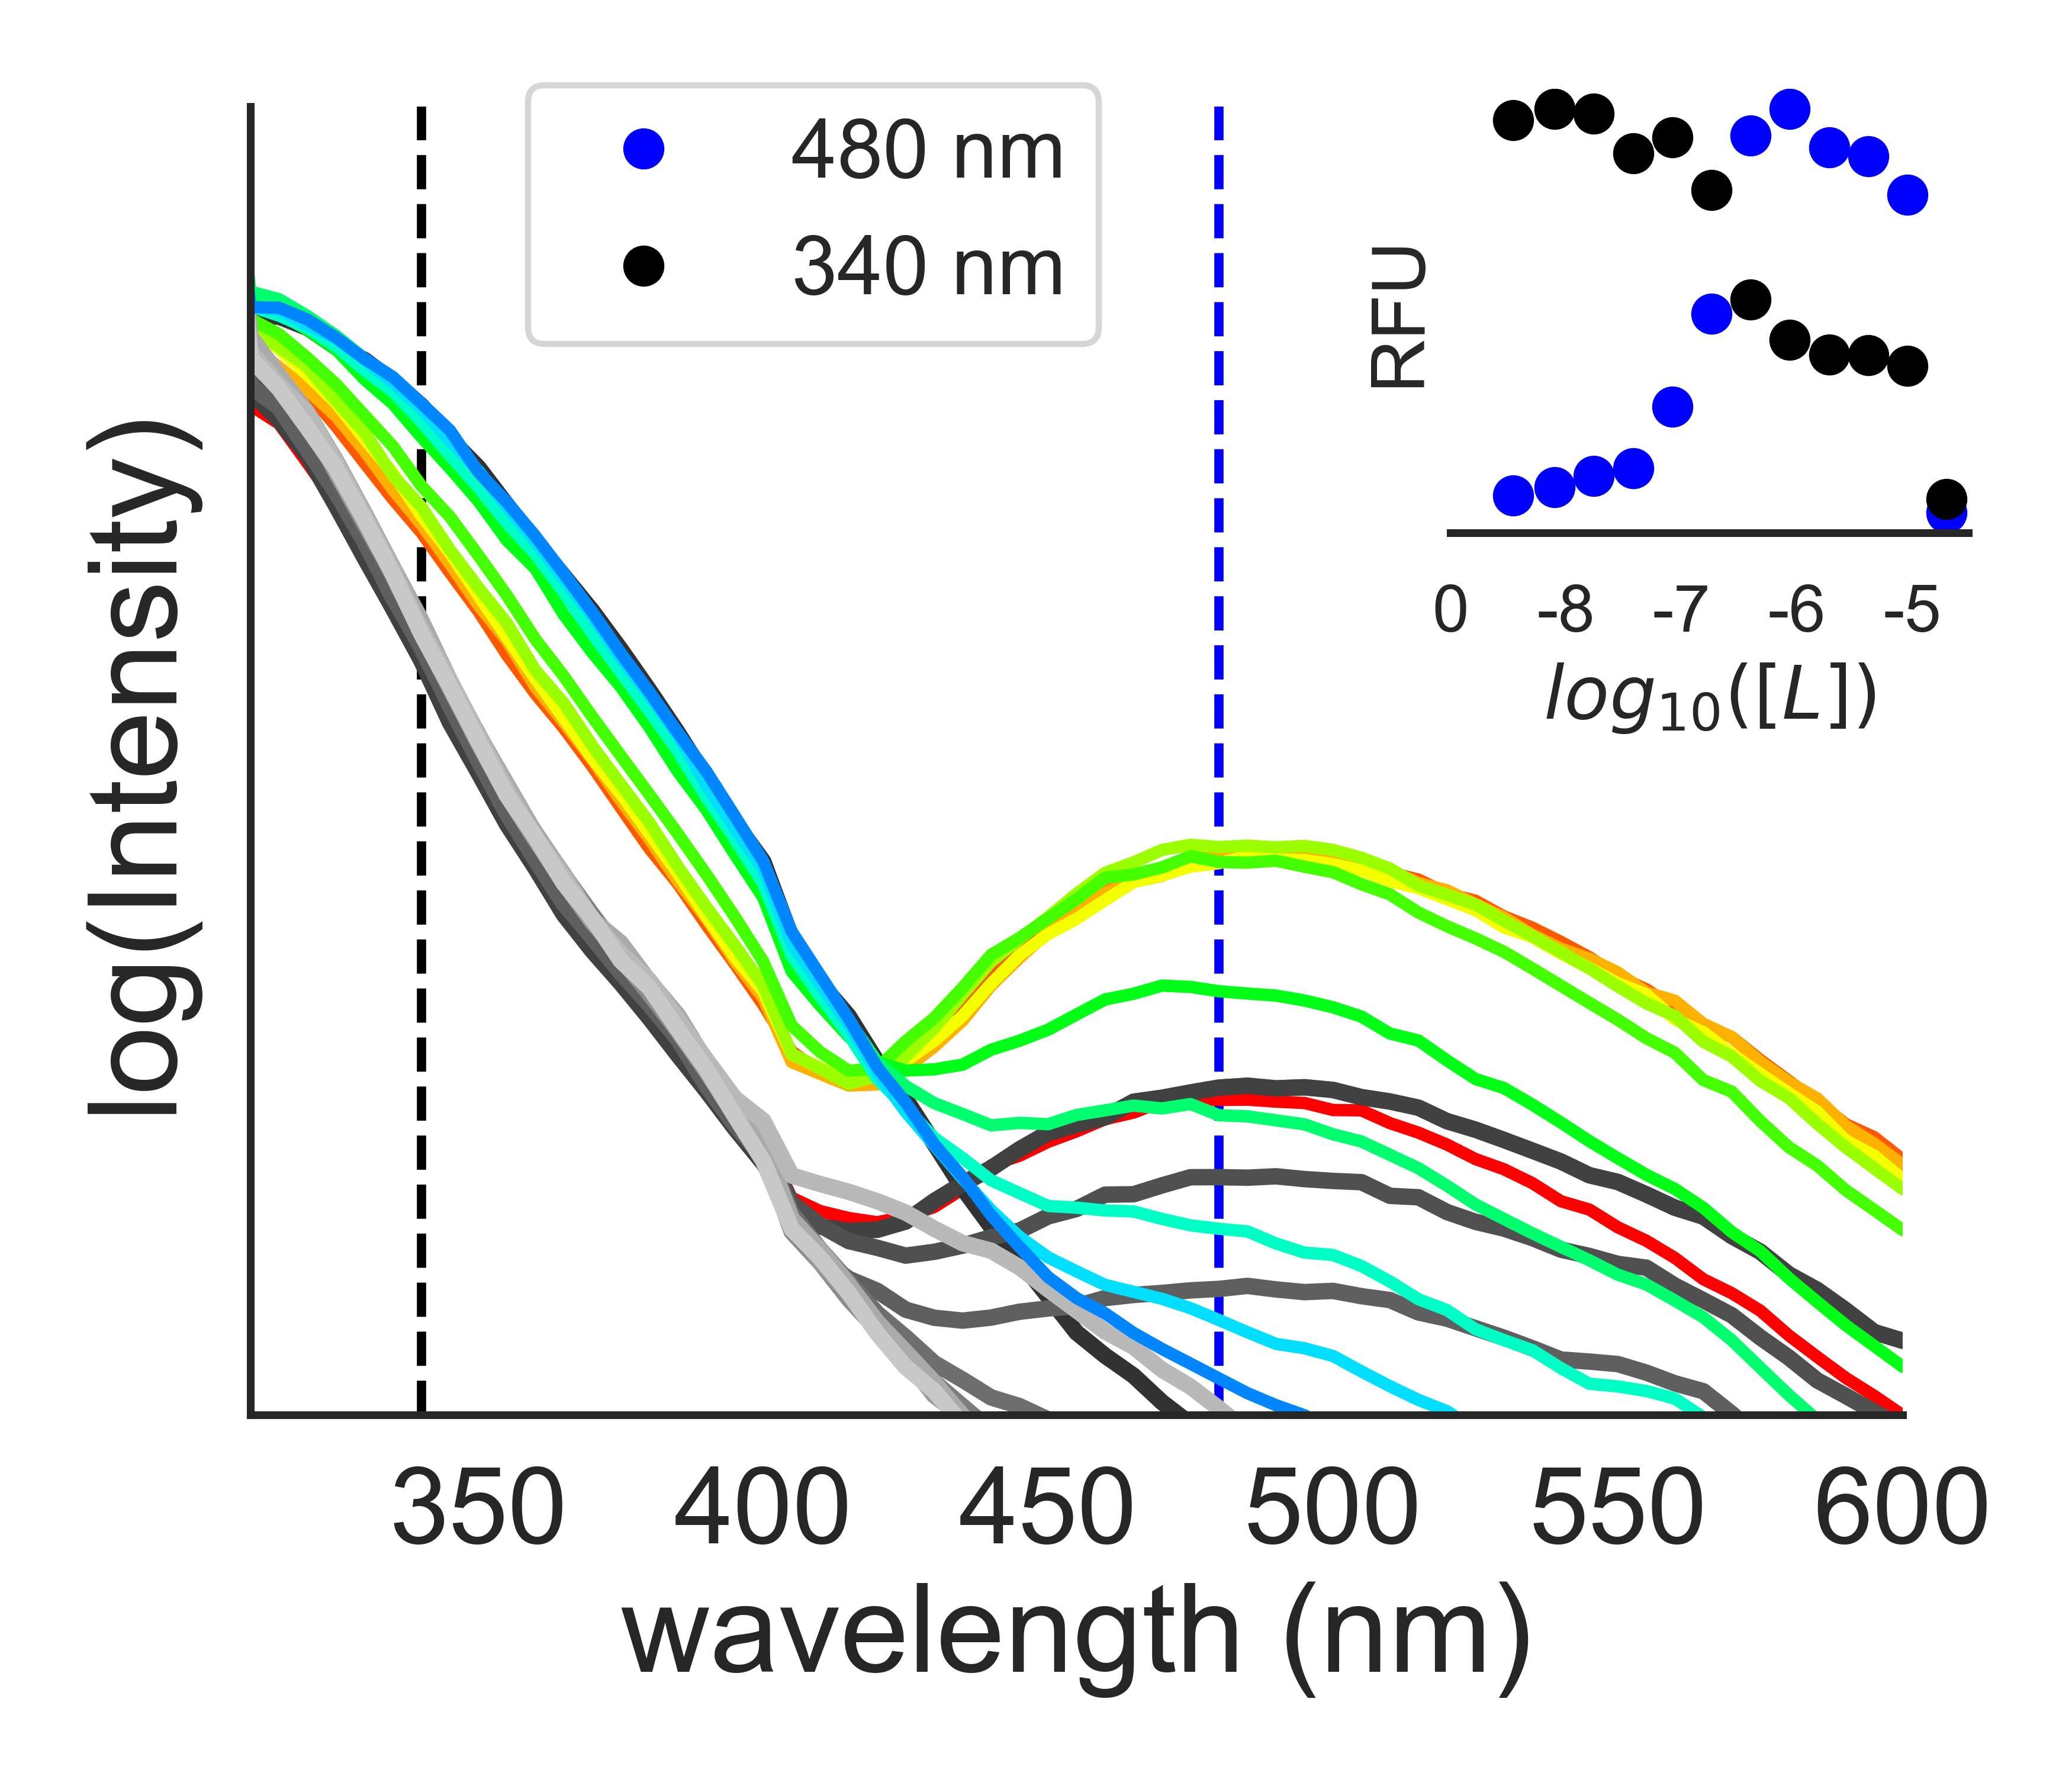 480 nm
340 nm
RFU
0 -8 -7 -6 -5
log10([L])
log(Intensity)
350 400 450 500 550 600
wavelength (nm)